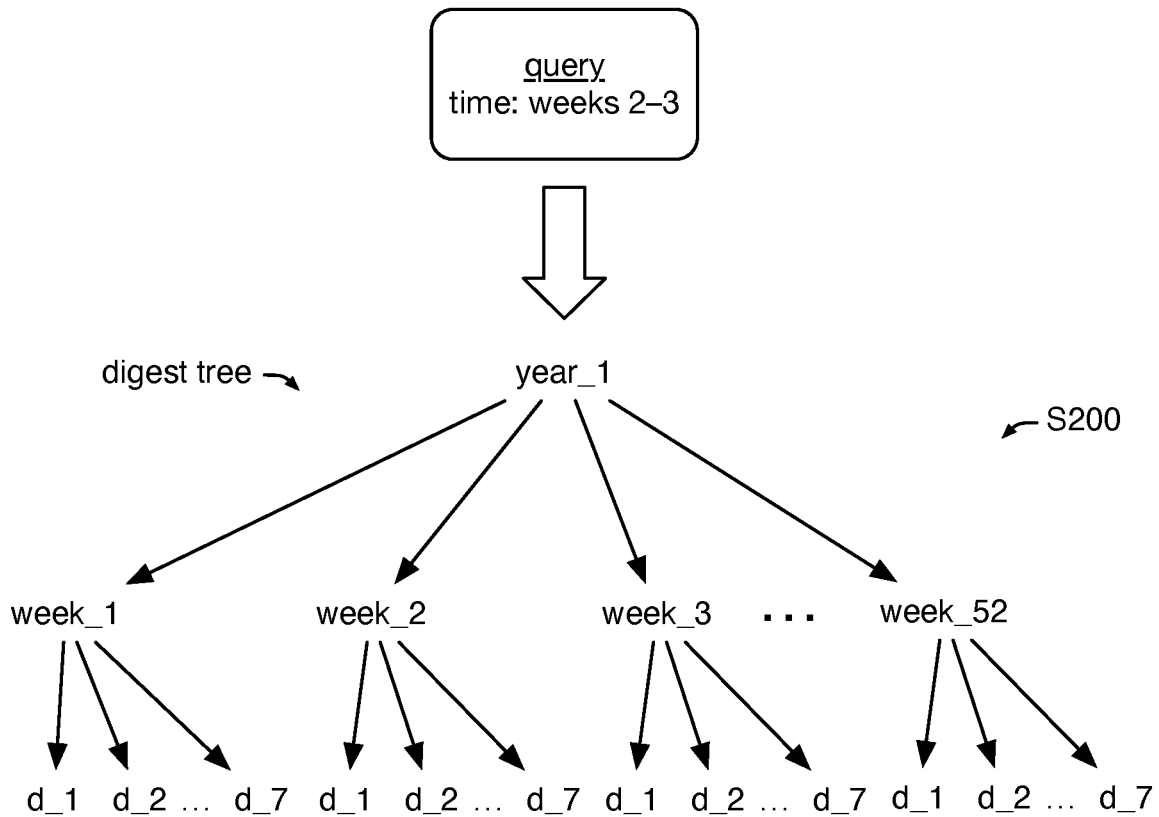 query
time: weeks 2–3
digest tree
year_1
S200
week_1 week_2 week_3 ... week_52
d_1 d_2 ... d_7 d_1 d_2 ... d_7 d_1 d_2 ... d_7 d_1 d_2 ... d_7